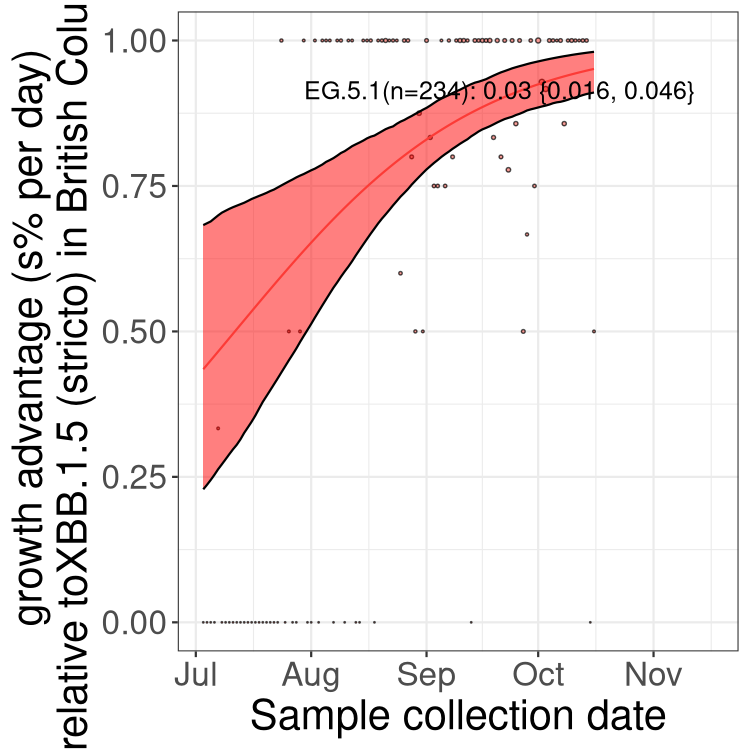 growth advantage (s% per day)
relative toXBB.1.5 (stricto) in British Colu
1.00
0.75
0.50
0.25
0.00
EG.5.1(n=234): 0.03 {0.016, 0.046}
Jul Aug Sep Oct Nov
Sample collection date